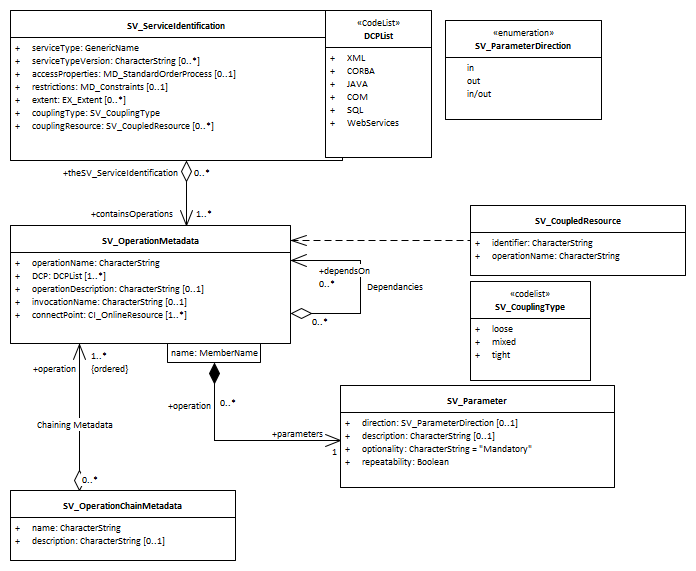 SV_ServiceIdentification
+ serviceType: GenericName
+ serviceTypeVersion: CharacterString [0..*]
+ accessProperties: MD_StandardOrderProcess [0..1]
+ restrictions: MD_Constraints [0..1]
+ extent: EX_Extent [0..*]
+ couplingType: SV_CouplingType
+ couplingResource: SV_CoupledResource [0..*]
«CodeList»
DCPList
+ XML
+ CORBA
+ JAVA
+ COM
+ SQL
+ WebServices
«enumeration»
SV_ParameterDirection
in
out
in/out
+theSV_ServiceIdentification
0..*
+containsOperations
1..*
SV_OperationMetadata
+ operationName: CharacterString
+ DCP: DCPList [1..*]
+ operationDescription: CharacterString [0..1]
+ invocationName: CharacterString [0..1]
+ connectPoint: CI_OnlineResource [1..*]
+dependsOn
0..*
Dependancies
0..*
SV_CoupledResource
+ identifier: CharacterString
+ operationName: CharacterString
«codelist»
SV_CouplingType
+ loose
+ mixed
+ tight
name: MemberName
1..*
+operation
{ordered}
Chaining Metadata
0..*
+operation
0..*
+parameters
1
SV_Parameter
+ direction: SV_ParameterDirection [0..1]
+ description: CharacterString [0..1]
+ optionality: CharacterString = "Mandatory"
+ repeatability: Boolean
SV_OperationChainMetadata
+ name: CharacterString
+ description: CharacterString [0..1]